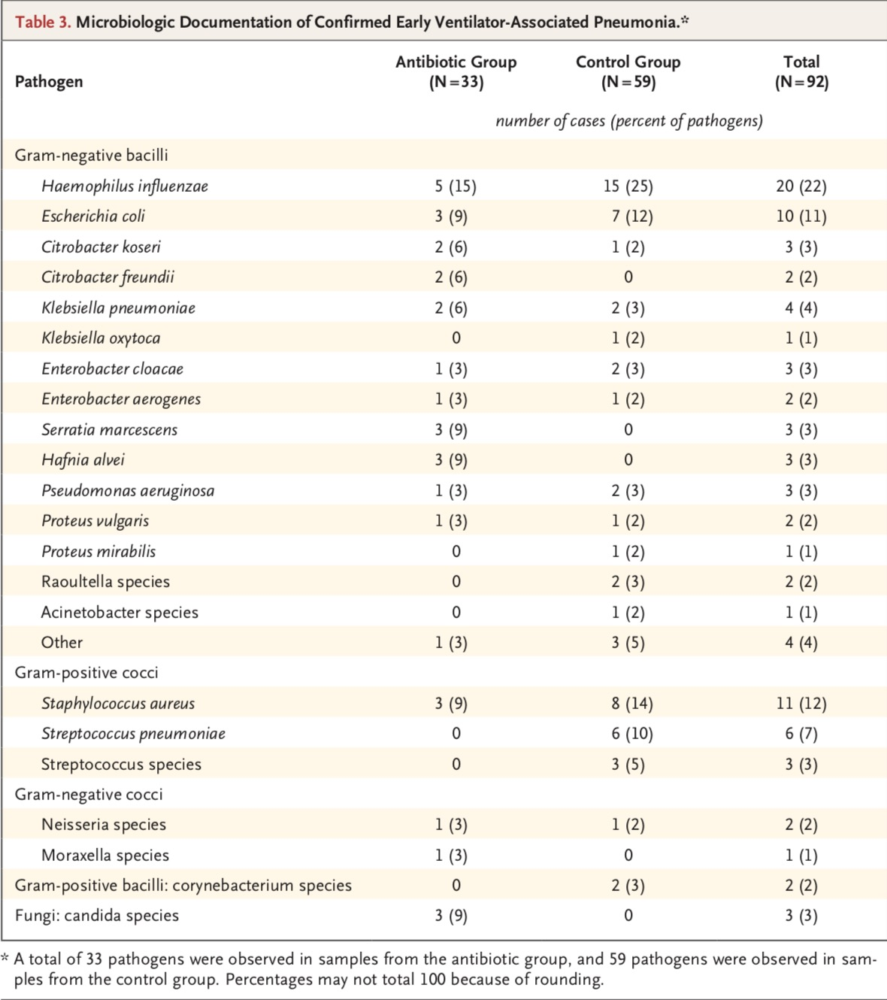 Table 3. Microbiologic Documentation of Confirmed Early Ventilator-Associated Pneumonia.*
Pathogen Antibiotic Group (N=33) Control Group (N=59) Total (N=92)
number of cases (percent of pathogens)
Gram-negative bacilli
Haemophilus influenzae 5 (15) 15 (25) 20 (22)
Escherichia coli 3 (9) 7 (12) 10 (11)
Citrobacter koseri 2 (6) 1 (2) 3 (3)
Citrobacter freundii 2 (6) 0 2 (2)
Klebsiella pneumoniae 2 (6) 2 (3) 4 (4)
Klebsiella oxytoca 0 1 (2) 1 (1)
Enterobacter cloacae 1 (3) 2 (3) 3 (3)
Enterobacter aerogenes 1 (3) 1 (2) 2 (2)
Serratia marcescens 3 (9) 0 3 (3)
Hafnia alvei 3 (9) 0 3 (3)
Pseudomonas aeruginosa 1 (3) 2 (3) 3 (3)
Proteus vulgaris 1 (3) 1 (2) 2 (2)
Proteus mirabilis 0 1 (2) 1 (1)
Raoultella species 0 2 (3) 2 (2)
Acinetobacter species 0 1 (2) 1 (1)
Other 1 (3) 3 (5) 4 (4)
Gram-positive cocci
Staphylococcus aureus 3 (9) 8 (14) 11 (12)
Streptococcus pneumoniae 0 6 (10) 6 (7)
Streptococcus species 0 3 (5) 3 (3)
Gram-negative cocci
Neisseria species 1 (3) 1 (2) 2 (2)
Moraxella species 1 (3) 0 1 (1)
Gram-positive bacilli: corynebacterium species 0 2 (3) 2 (2)
Fungi: candida species 3 (9) 0 3 (3)
* A total of 33 pathogens were observed in samples from the antibiotic group, and 59 pathogens were observed in sam-
ples from the control group. Percentages may not total 100 because of rounding.